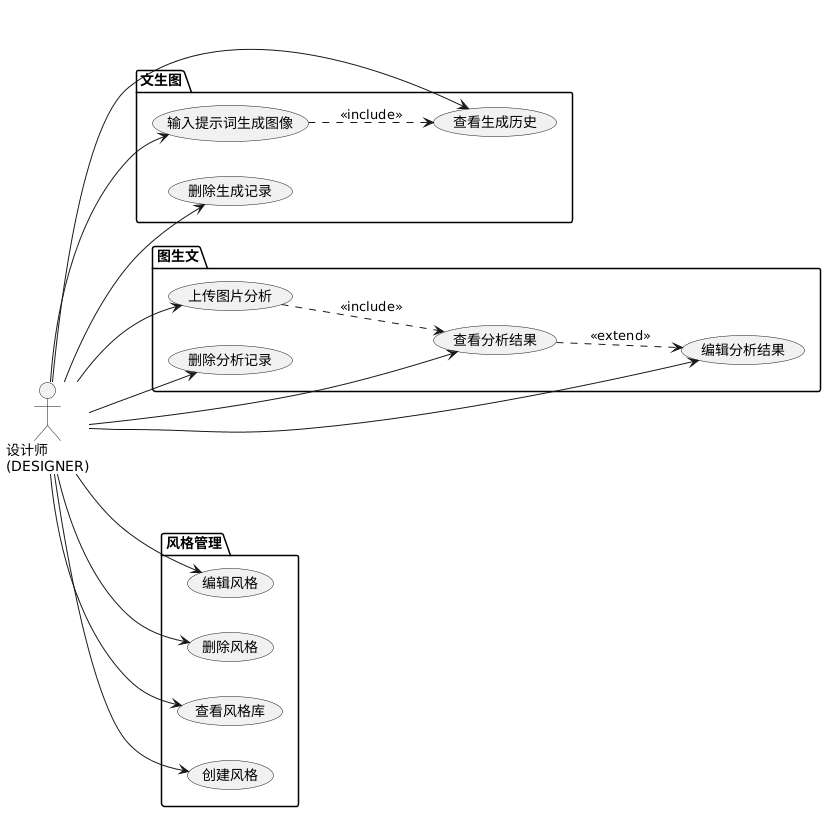 文生图
输入提示词生成图像
«include»
查看生成历史
删除生成记录
图生文
上传图片分析
«include»
查看分析结果
«extend»
编辑分析结果
删除分析记录
设计师
(DESIGNER)
风格管理
编辑风格
删除风格
查看风格库
创建风格